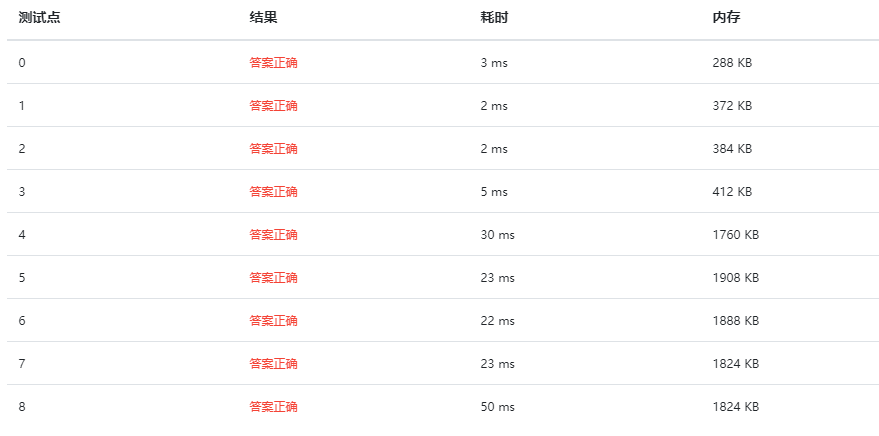 测试点 结果 耗时 内存
0 答案正确 3 ms 288 KB
1 答案正确 2 ms 372 KB
2 答案正确 2 ms 384 KB
3 答案正确 5 ms 412 KB
4 答案正确 30 ms 1760 KB
5 答案正确 23 ms 1908 KB
6 答案正确 22 ms 1888 KB
7 答案正确 23 ms 1824 KB
8 答案正确 50 ms 1824 KB